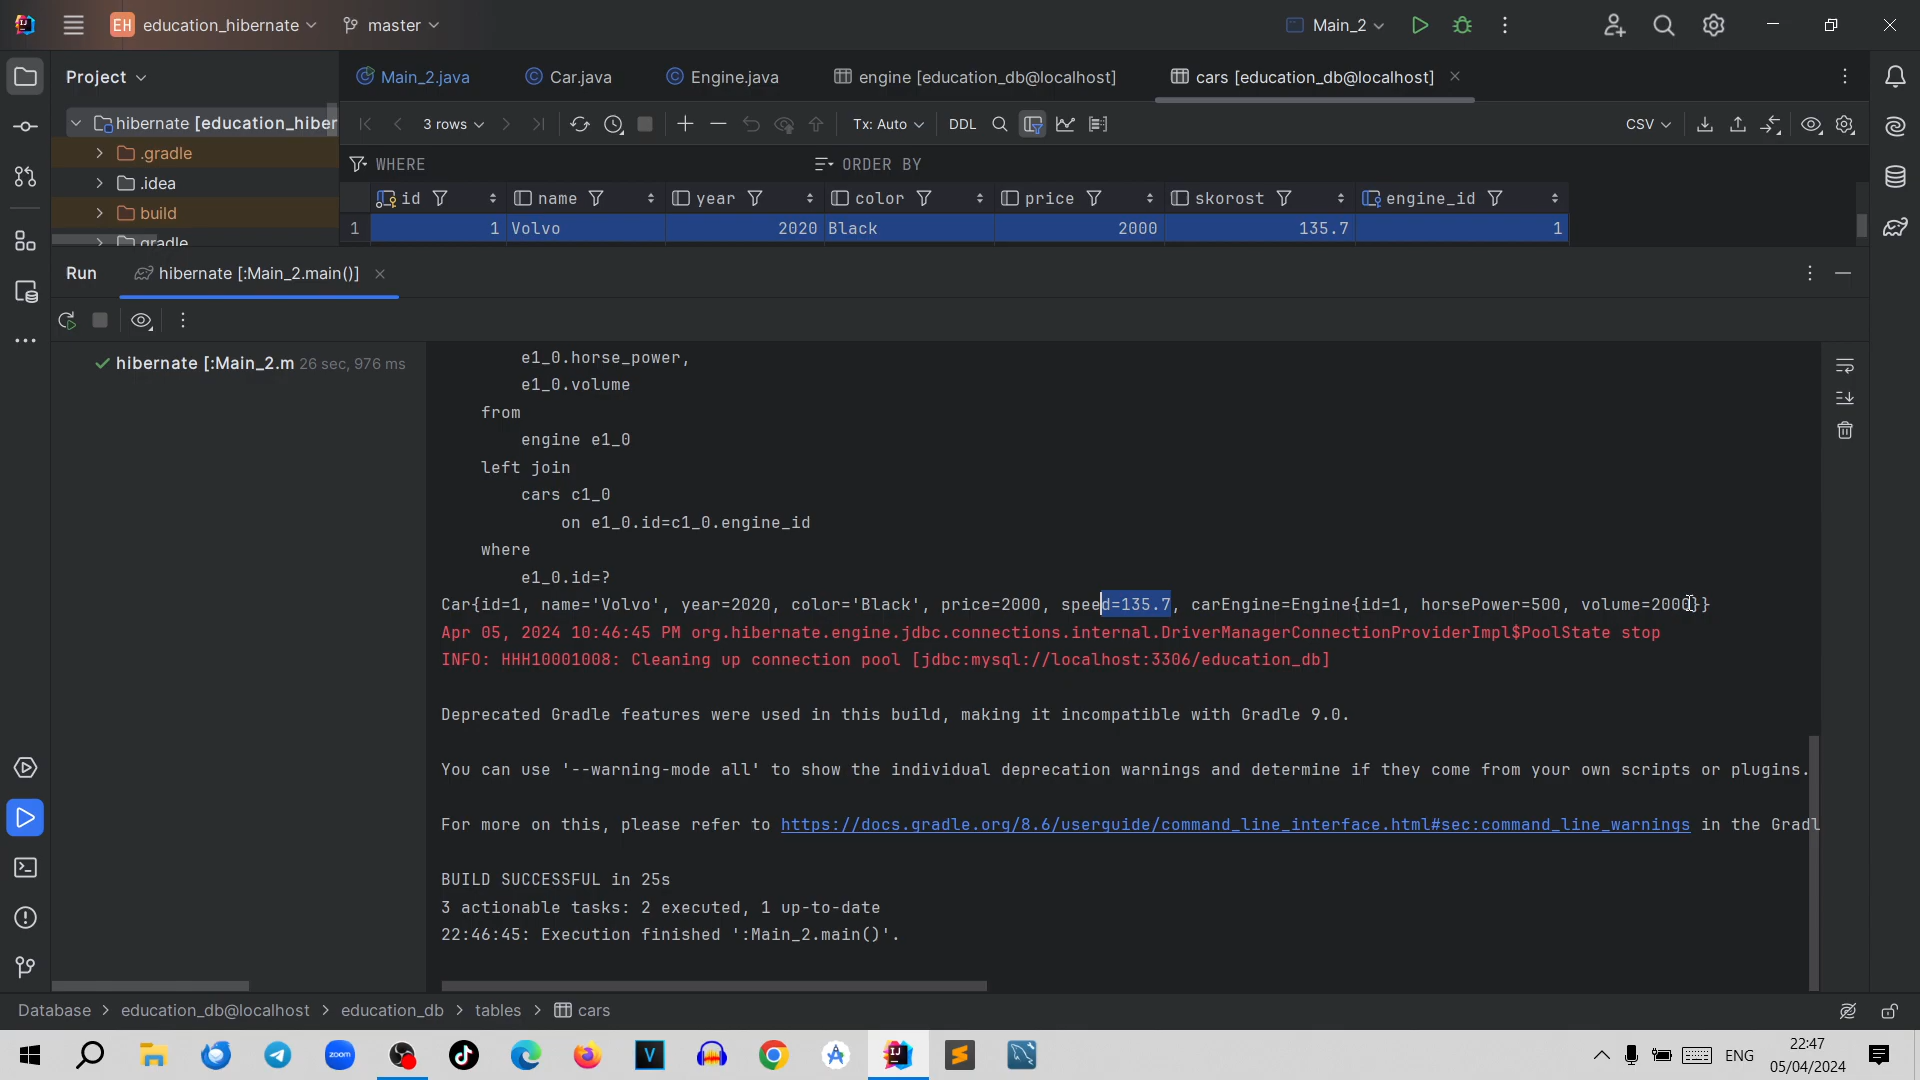 EH education_hibernate master Main_2
Project
Main_2.java Car.java Engine.java engine [education_db@localhost] cars [education_db@localhost]
hibernate [education_hiber
3 rows Tx: Auto DDL CSV
.gradle
WHERE ORDER BY
.idea
id name year color price skorost engine_id
build
1 1 Volvo 2020 Black 2000 135.7 1
gradle
Run hibernate [:Main_2.main()]
hibernate [:Main_2.m 26 sec, 976 ms
e1_0.horse_power,
e1_0.volume
from
engine e1_0
left join
cars c1_0
on e1_0.id=c1_0.engine_id
where
e1_0.id=?
Car{id=1, name='Volvo', year=2020, color='Black', price=2000, speed=135.7, carEngine=Engine{id=1, horsePower=500, volume=2000}}
Apr 05, 2024 10:46:45 PM org.hibernate.engine.jdbc.connections.internal.DriverManagerConnectionProviderImpl$PoolState stop
INFO: HHH10001008: Cleaning up connection pool [jdbc:mysql://localhost:3306/education_db]
Deprecated Gradle features were used in this build, making it incompatible with Gradle 9.0.
You can use '--warning-mode all' to show the individual deprecation warnings and determine if they come from your own scripts or plugins.
For more on this, please refer to https://docs.gradle.org/8.6/userguide/command_line_interface.html#sec:command_line_warnings in the Gradl
BUILD SUCCESSFUL in 25s
3 actionable tasks: 2 executed, 1 up-to-date
22:46:45: Execution finished ':Main_2.main()'.
Database > education_db@localhost > education_db > tables > cars
zoom V ENG 22:47
05/04/2024